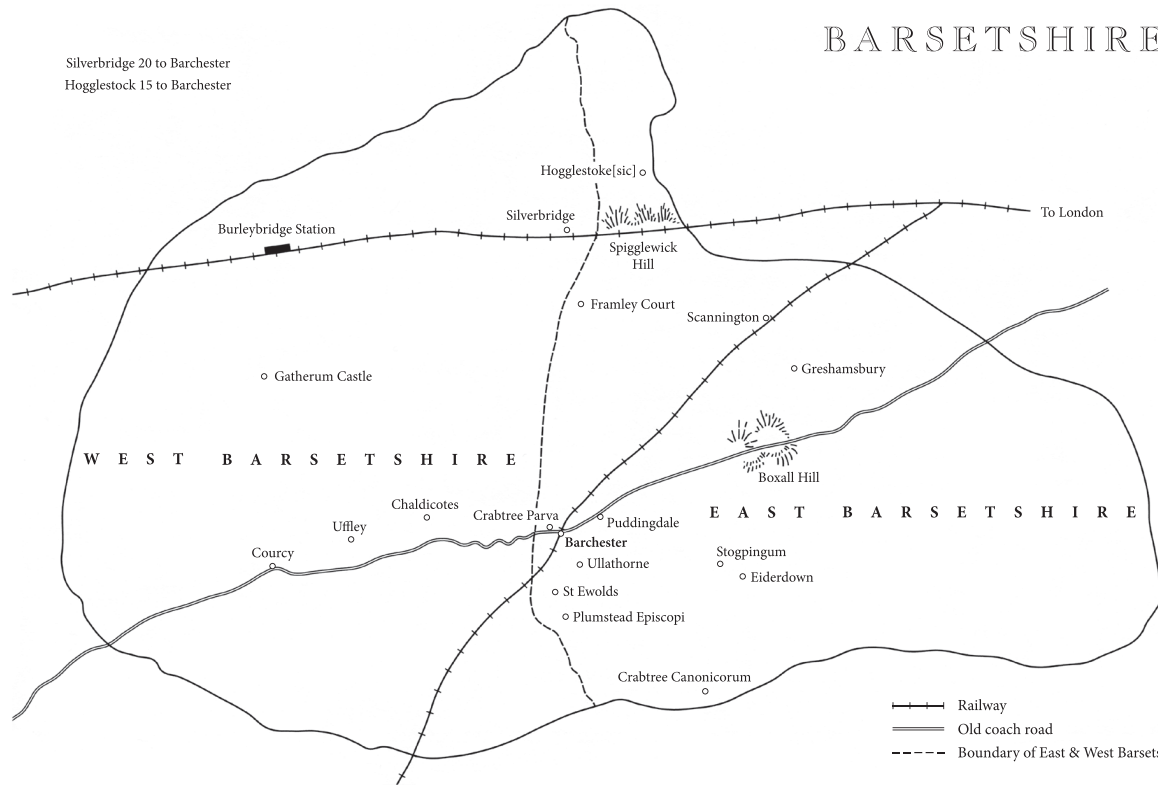 BARSETSHIRE
Silverbridge 20 to Barchester
Hogglestock 15 to Barchester
Hogglestoke[sic]
Silverbridge
To London
Burleybridge Station
Spigglewick
Hill
Framley Court
Scannington
Greshamsbury
Gatherum Castle
WEST BARSETSHIRE
Boxall Hill
Chaldicotes
EAST BARSETSHIRE
Crabtree Parva
Puddingdale
Uffley
Barchester
Courcy
Stogpingum
Ullathorne
Eiderdown
St Ewolds
Plumstead Episcopi
Crabtree Canonicorum
Railway
Old coach road
Boundary of East & West Barsets